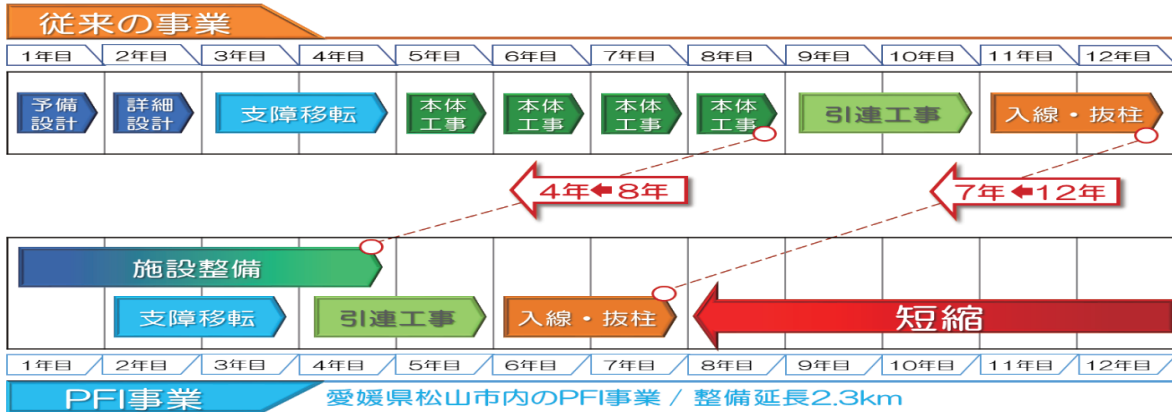 従来の事業
1年目 2年目 3年目 4年目 5年目 6年目 7年目 8年目 9年目 10年目 11年目 12年目
予備設計 詳細設計 支障移転 本体工事 本体工事 本体工事 本体工事 引連工事 入線・抜柱
4年⬅8年 7年⬅12年
施設整備
支障移転 引連工事 入線・抜柱 短縮
1年目 2年目 3年目 4年目 5年目 6年目 7年目 8年目 9年目 10年目 11年目 12年目
PFI事業 愛媛県松山市内のPFI事業 / 整備延長2.3km